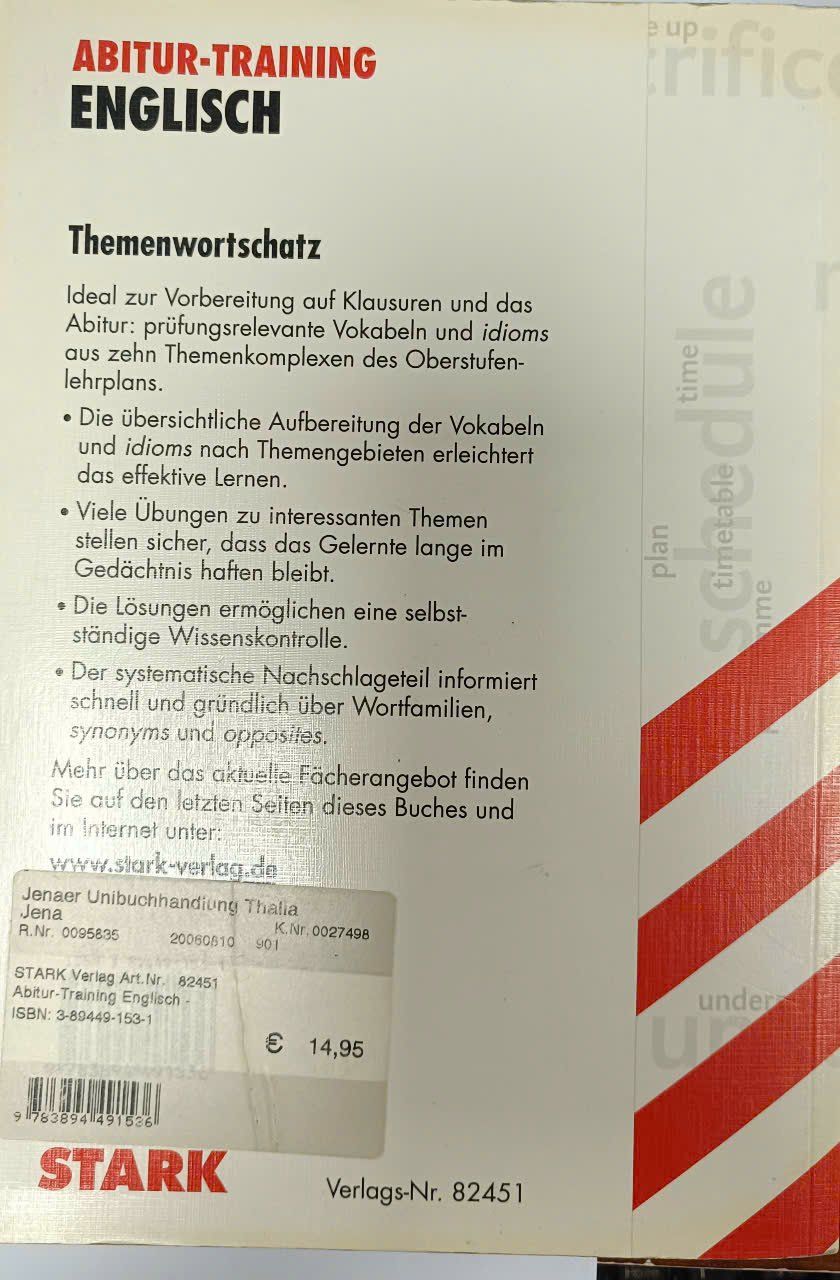 ABITUR-TRAINING
ENGLISCH
Themenwortschatz
Ideal zur Vorbereitung auf Klausuren und das
Abitur: prüfungsrelevante Vokabeln und idioms
aus zehn Themenkomplexen des Oberstufen-
lehrplans.
• Die übersichtliche Aufbereitung der Vokabeln
und idioms nach Themengebieten erleichtert
das effektive Lernen.
• Viele Übungen zu interessanten Themen
stellen sicher, dass das Gelernte lange im
Gedächtnis haften bleibt.
• Die Lösungen ermöglichen eine selbst-
ständige Wissenskontrolle.
• Der systematische Nachschlageteil informiert
schnell und gründlich über Wortfamilien,
synonyms und opposites.
Mehr über das aktuelle Fächerangebot finden
Sie auf den letzten Seiten dieses Buches und
im Internet unter:
www.stark-verlag.de
Jenaer Unibuchhandlung Thalia
Jena
R.Nr. 0095835 20060810 901 K.Nr. 0027498
STARK Verlag Art.Nr. 82451
Abitur-Training Englisch -
ISBN: 3-89449-153-1
€ 14,95
9 783894 491536
STARK
Verlags-Nr. 82451
up
time
schedule
timetable
plan